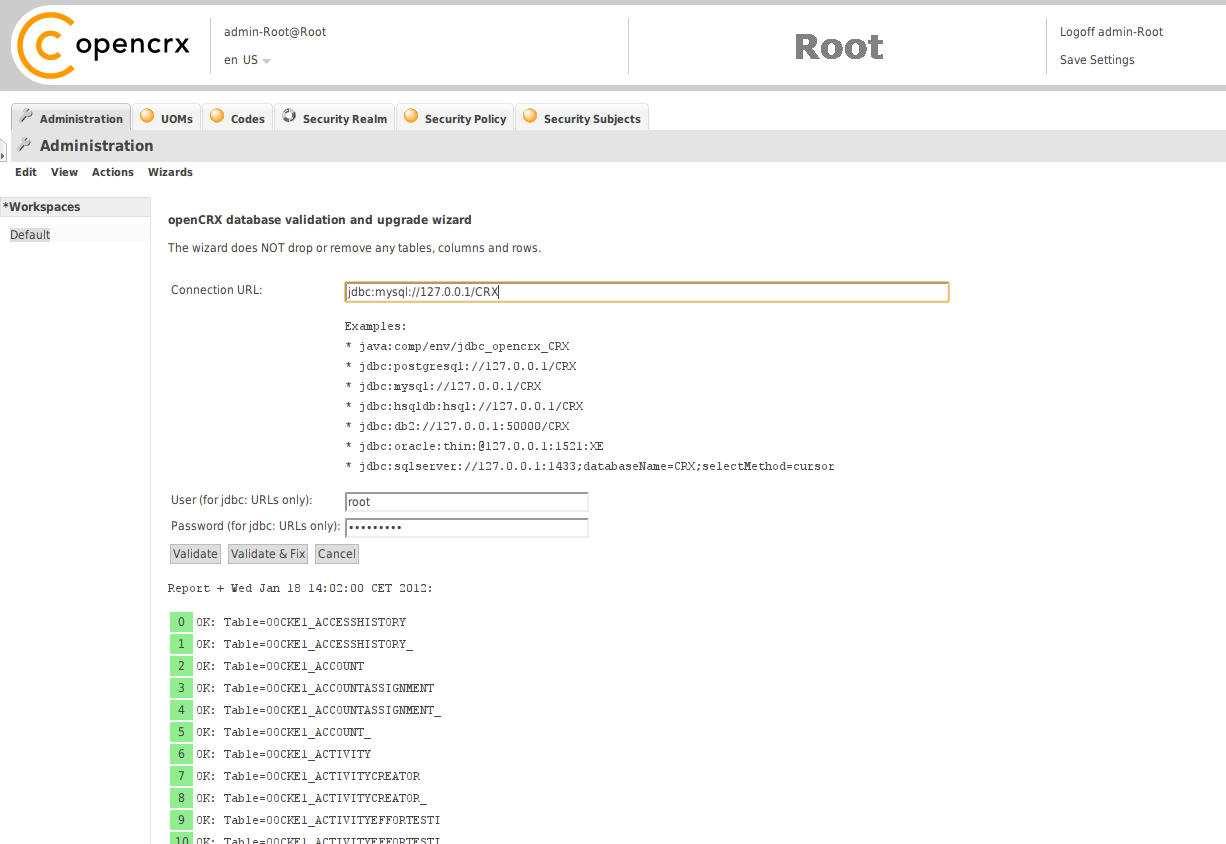 opencrx
admin-Root@Root
en US
Root
Logoff admin-Root
Save Settings
Administration UOMs Codes Security Realm Security Policy Security Subjects
Administration
Edit View Actions Wizards
*Workspaces
Default
openCRX database validation and upgrade wizard
The wizard does NOT drop or remove any tables, columns and rows.
Connection URL: jdbc:mysql://127.0.0.1/CRX
Examples:
* java:comp/env/jdbc_opencrx_CRX
* jdbc:postgresql://127.0.0.1/CRX
* jdbc:mysql://127.0.0.1/CRX
* jdbc:hsqldb:hsql://127.0.0.1/CRX
* jdbc:db2://127.0.0.1:50000/CRX
* jdbc:oracle:thin:@127.0.0.1:1521:XE
* jdbc:sqlserver://127.0.0.1:1433;databaseName=CRX;selectMethod=cursor
User (for jdbc: URLs only): root
Password (for jdbc: URLs only): •••••••••
Validate Validate & Fix Cancel
Report + Wed Jan 18 14:02:00 CET 2012:
0 OK: Table=OOCKE1_ACCESSHISTORY
1 OK: Table=OOCKE1_ACCESSHISTORY_
2 OK: Table=OOCKE1_ACCOUNT
3 OK: Table=OOCKE1_ACCOUNTASSIGNMENT
4 OK: Table=OOCKE1_ACCOUNTASSIGNMENT_
5 OK: Table=OOCKE1_ACCOUNT_
6 OK: Table=OOCKE1_ACTIVITY
7 OK: Table=OOCKE1_ACTIVITYCREATOR
8 OK: Table=OOCKE1_ACTIVITYCREATOR_
9 OK: Table=OOCKE1_ACTIVITYEFFORTESTI
10 OK: Table=OOCKE1_ACTIVITYEFFORTESTI